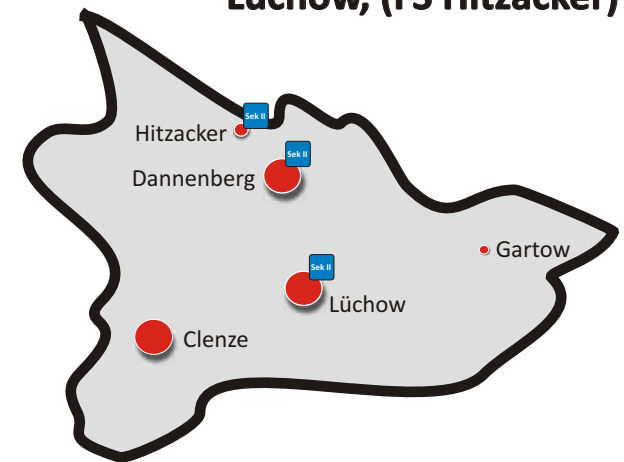 Lüchow, (FS Hitzacker)
Sek II
Hitzacker
Sek II
Dannenberg
Gartow
Sek II
Lüchow
Clenze